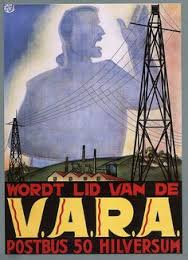 WORDT LID VAN DE
V.A.R.A.
POSTBUS 50 HILVERSUM